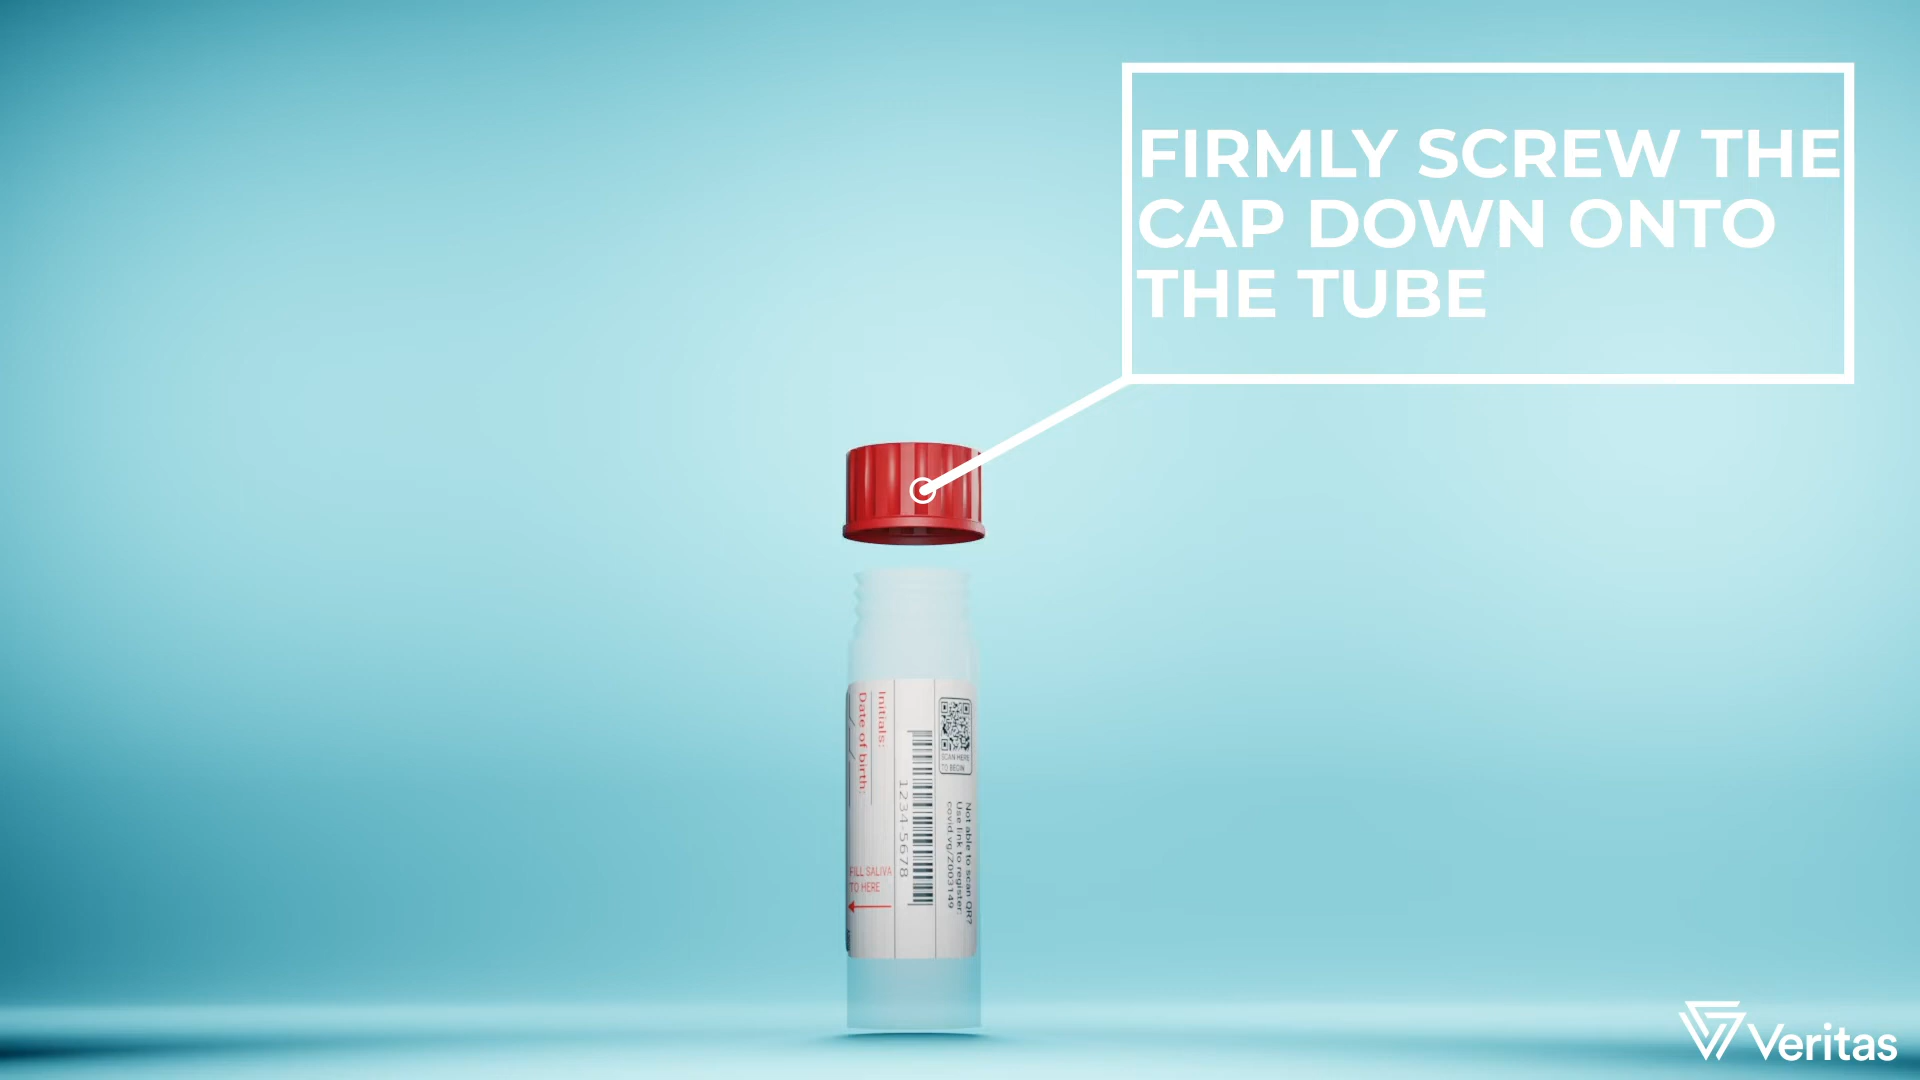 FIRMLY SCREW THE
CAP DOWN ONTO
THE TUBE
Initials:
Date of birth:
FILL SALIVA
TO HERE
1234-5678
SCAN HERE
TO BEGIN
Not able to scan QR?
Use link to register:
covid.vg/Z003149
Veritas